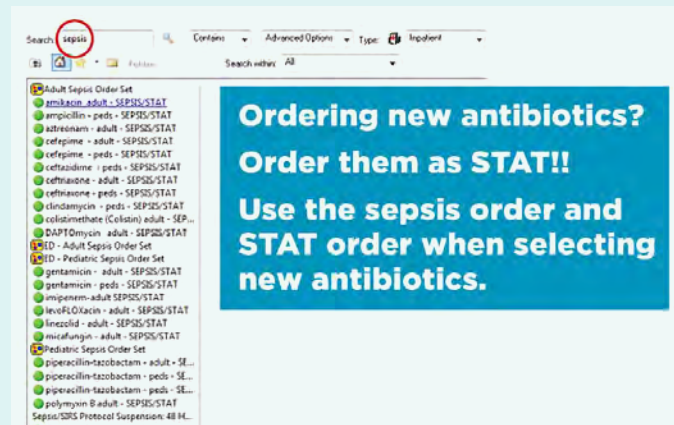 Search: sepsis Contains Advanced Options Type: Inpatient
Search within: All
Adult Sepsis Order Set
amikacin adult - SEPSIS/STAT
ampicillin - peds - SEPSIS/STAT
aztreonam - adult - SEPSIS/STAT
cefepime - adult - SEPSIS/STAT
cefepime - peds - SEPSIS/STAT
ceftazidime - peds - SEPSIS/STAT
ceftriaxone - adult - SEPSIS/STAT
ceftriaxone - peds - SEPSIS/STAT
clindamycin - peds - SEPSIS/STAT
colistimethate (Colistin) adult - SEP...
DAPTOmycin adult - SEPSIS/STAT
ED - Adult Sepsis Order Set
ED - Pediatric Sepsis Order Set
gentamicin - adult - SEPSIS/STAT
gentamicin - peds - SEPSIS/STAT
imipenem-adult SEPSIS/STAT
levoFLOXacin - adult - SEPSIS/STAT
linezolid - adult - SEPSIS/STAT
micafungin - adult - SEPSIS/STAT
Pediatric Sepsis Order Set
piperacillin-tazobactam - adult - SE...
piperacillin-tazobactam - peds - SE...
piperacillin-tazobactam - peds - SE...
polymyxin B adult - SEPSIS/STAT
Sepsis/SIRS Protocol Suspension: 48 H...
Ordering new antibiotics?
Order them as STAT!!
Use the sepsis order and
STAT order when selecting
new antibiotics.